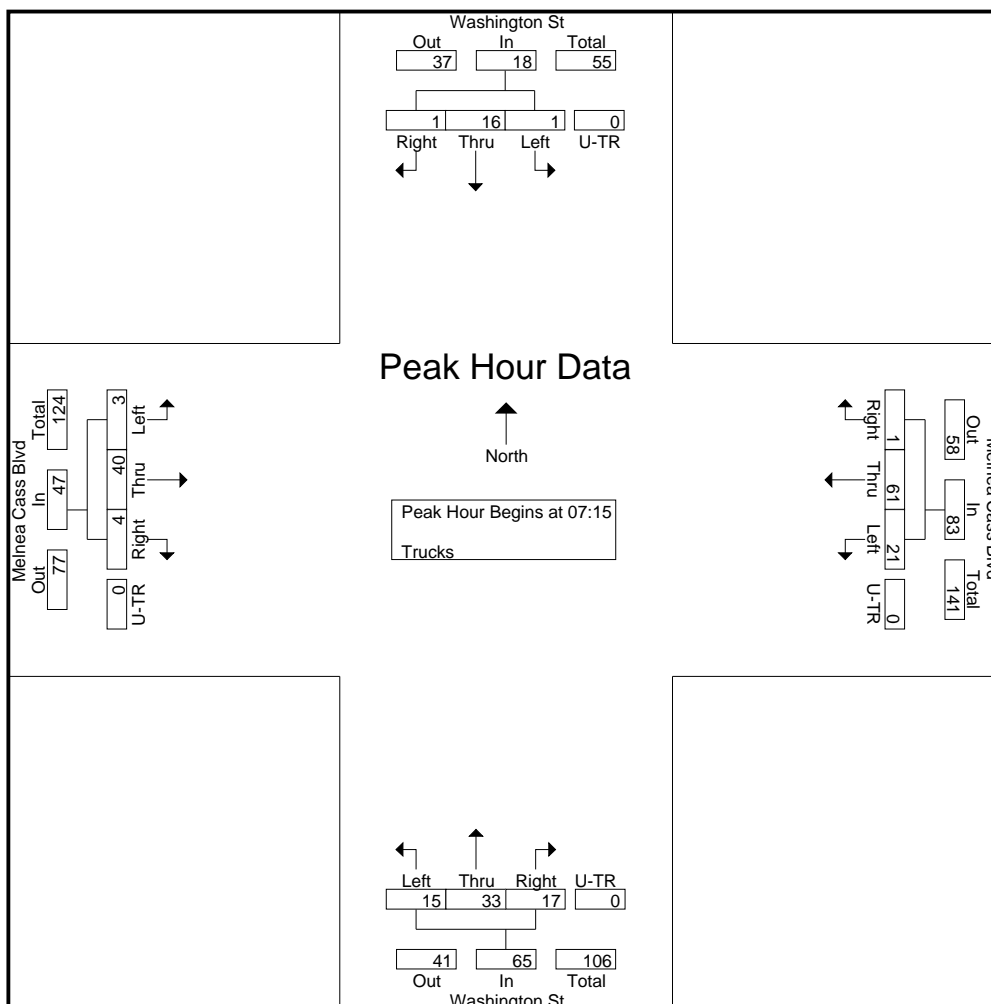 Washington St
Out In Total
37 18 55
1 16 1 0
Right Thru Left U-TR
Peak Hour Data
North
Peak Hour Begins at 07:15
Trucks
Melnea Cass Blvd
Out In Total
77 47 124
3 40 4 0
Left Thru Right U-TR
Melnea Cass Blvd
Out In Total
58 83 141
1 61 21 0
Right Thru Left U-TR
Left Thru Right U-TR
15 33 17 0
41 65 106
Out In Total
Washington St